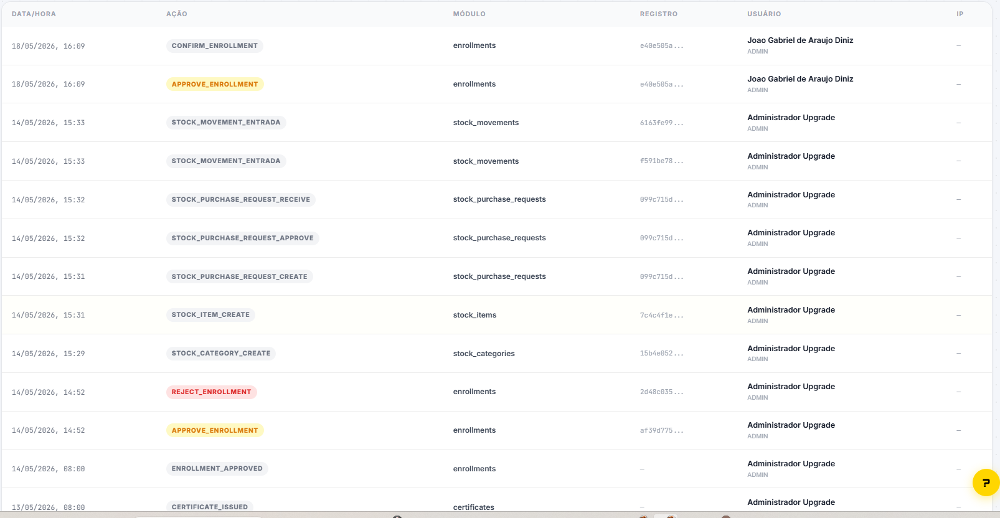 DATA/HORA AÇÃO MÓDULO REGISTRO USUÁRIO IP
18/05/2026, 16:09 CONFIRM_ENROLLMENT enrollments e40e505a... Joao Gabriel de Araujo Diniz —
ADMIN
18/05/2026, 16:09 APPROVE_ENROLLMENT enrollments e40e505a... Joao Gabriel de Araujo Diniz —
ADMIN
14/05/2026, 15:33 STOCK_MOVEMENT_ENTRADA stock_movements 6163fe99... Administrador Upgrade —
ADMIN
14/05/2026, 15:33 STOCK_MOVEMENT_ENTRADA stock_movements f591be78... Administrador Upgrade —
ADMIN
14/05/2026, 15:32 STOCK_PURCHASE_REQUEST_RECEIVE stock_purchase_requests 099c715d... Administrador Upgrade —
ADMIN
14/05/2026, 15:32 STOCK_PURCHASE_REQUEST_APPROVE stock_purchase_requests 099c715d... Administrador Upgrade —
ADMIN
14/05/2026, 15:31 STOCK_PURCHASE_REQUEST_CREATE stock_purchase_requests 099c715d... Administrador Upgrade —
ADMIN
14/05/2026, 15:31 STOCK_ITEM_CREATE stock_items 7c4c4f1e... Administrador Upgrade —
ADMIN
14/05/2026, 15:29 STOCK_CATEGORY_CREATE stock_categories 15b4e052... Administrador Upgrade —
ADMIN
14/05/2026, 14:52 REJECT_ENROLLMENT enrollments 2d48c035... Administrador Upgrade —
ADMIN
14/05/2026, 14:52 APPROVE_ENROLLMENT enrollments af39d775... Administrador Upgrade —
ADMIN
14/05/2026, 08:00 ENROLLMENT_APPROVED enrollments — Administrador Upgrade —
ADMIN
?
13/05/2026, 08:00 CERTIFICATE_ISSUED certificates — Administrador Upgrade —